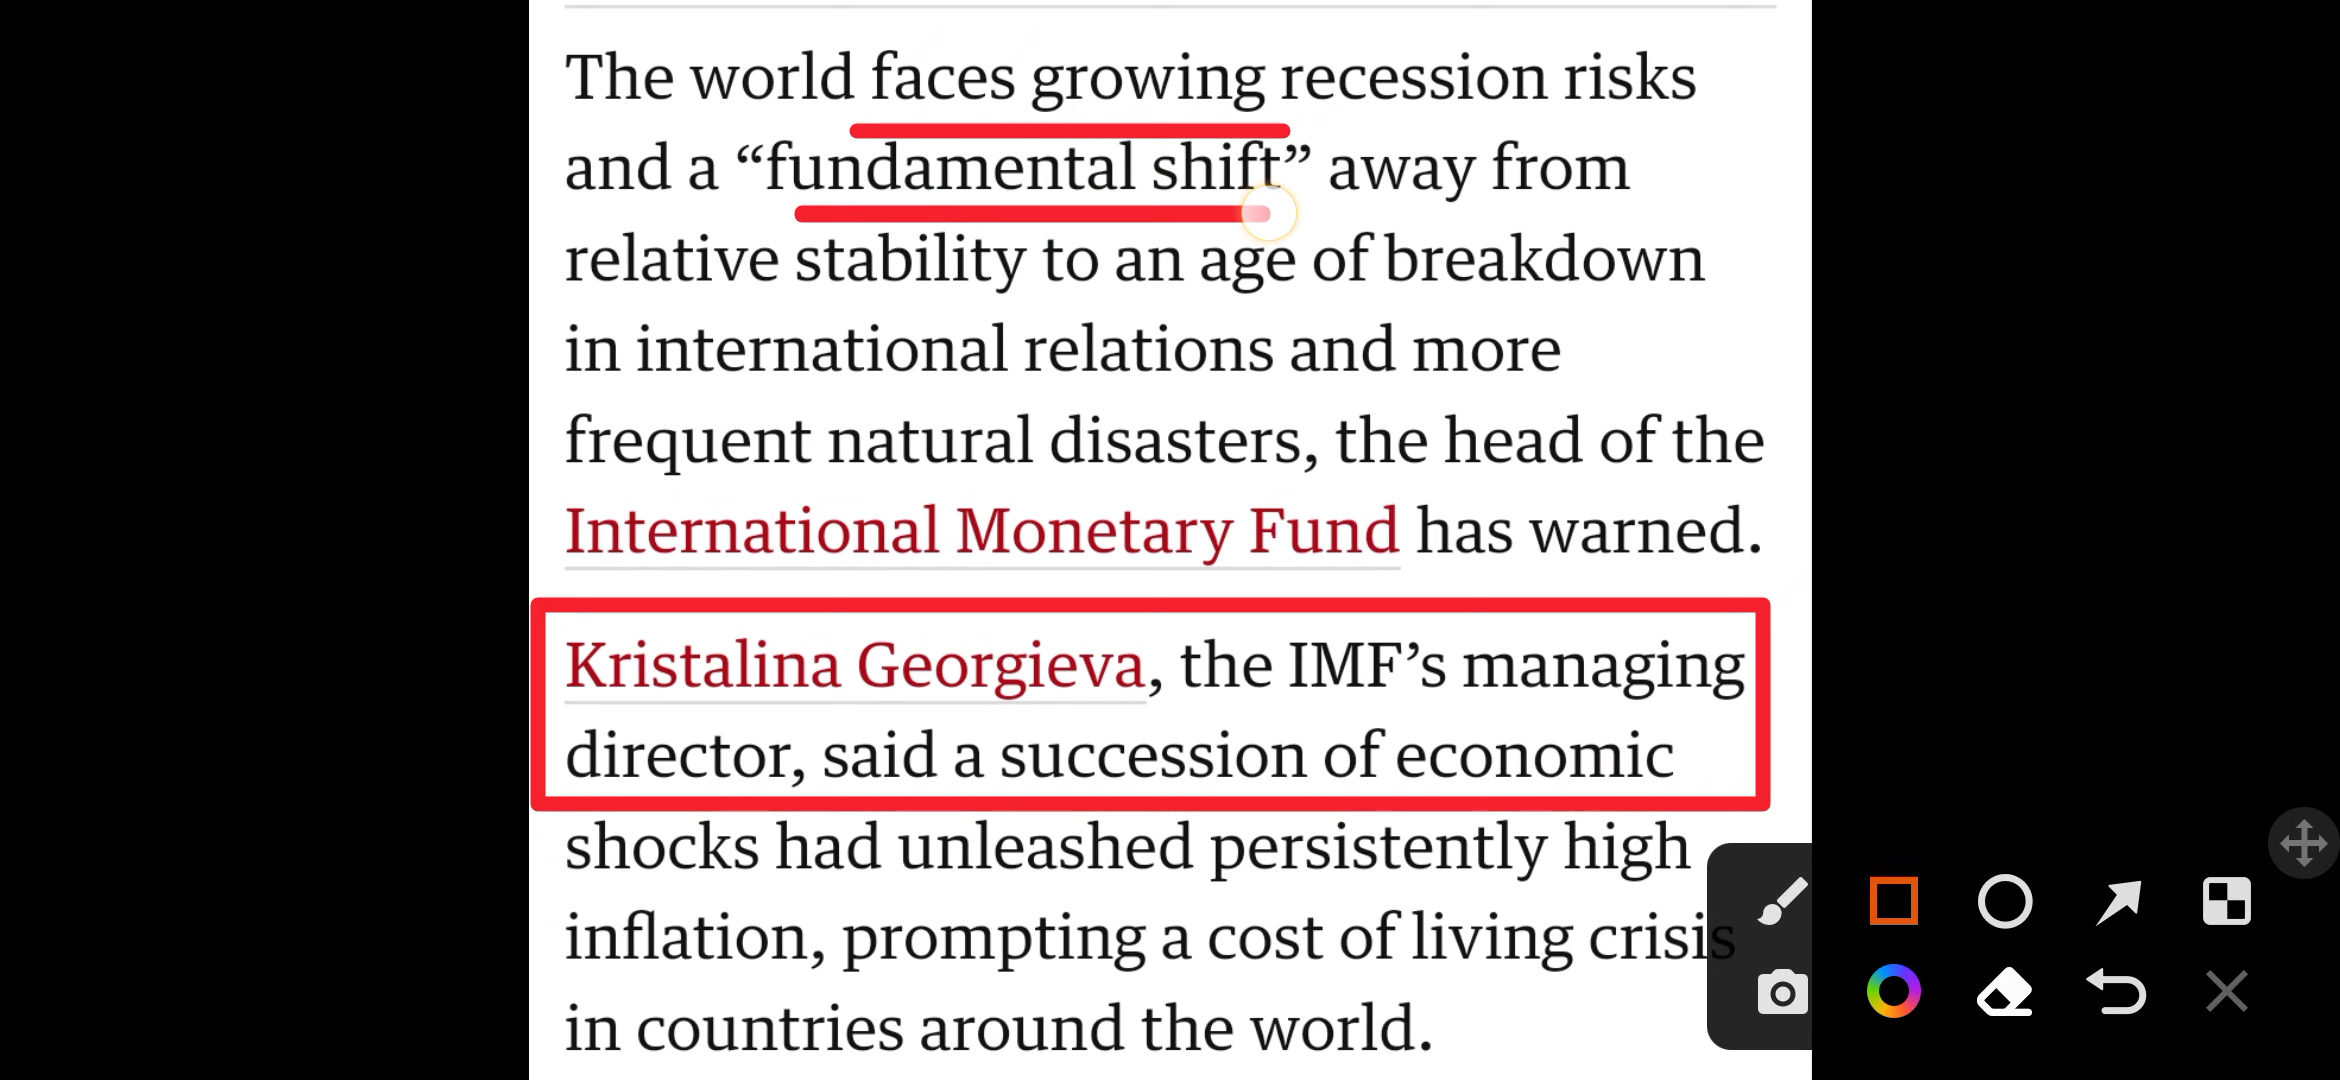 The world faces growing recession risks
and a “fundamental shift” away from
relative stability to an age of breakdown
in international relations and more
frequent natural disasters, the head of the
International Monetary Fund has warned.
Kristalina Georgieva, the IMF’s managing
director, said a succession of economic
shocks had unleashed persistently high
inflation, prompting a cost of living crisis
in countries around the world.